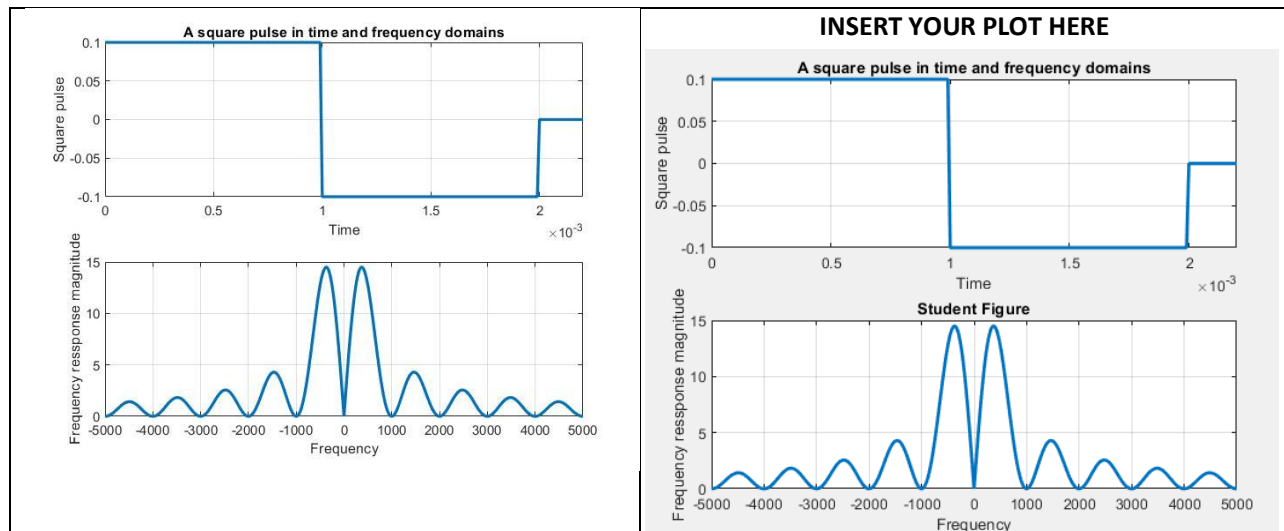 A square pulse in time and frequency domains
0.1
0.05
0
-0.05
-0.1
Square pulse
0 0.5 1 1.5 2
Time
×10-3
15
10
5
0
Frequency ressponse magnitude
-5000 -4000 -3000 -2000 -1000 0 1000 2000 3000 4000 5000
Frequency
INSERT YOUR PLOT HERE
A square pulse in time and frequency domains
0.1
0.05
0
-0.05
-0.1
Square pulse
0 0.5 1 1.5 2
Time
×10-3
Student Figure
15
10
5
0
Frequency ressponse magnitude
-5000 -4000 -3000 -2000 -1000 0 1000 2000 3000 4000 5000
Frequency